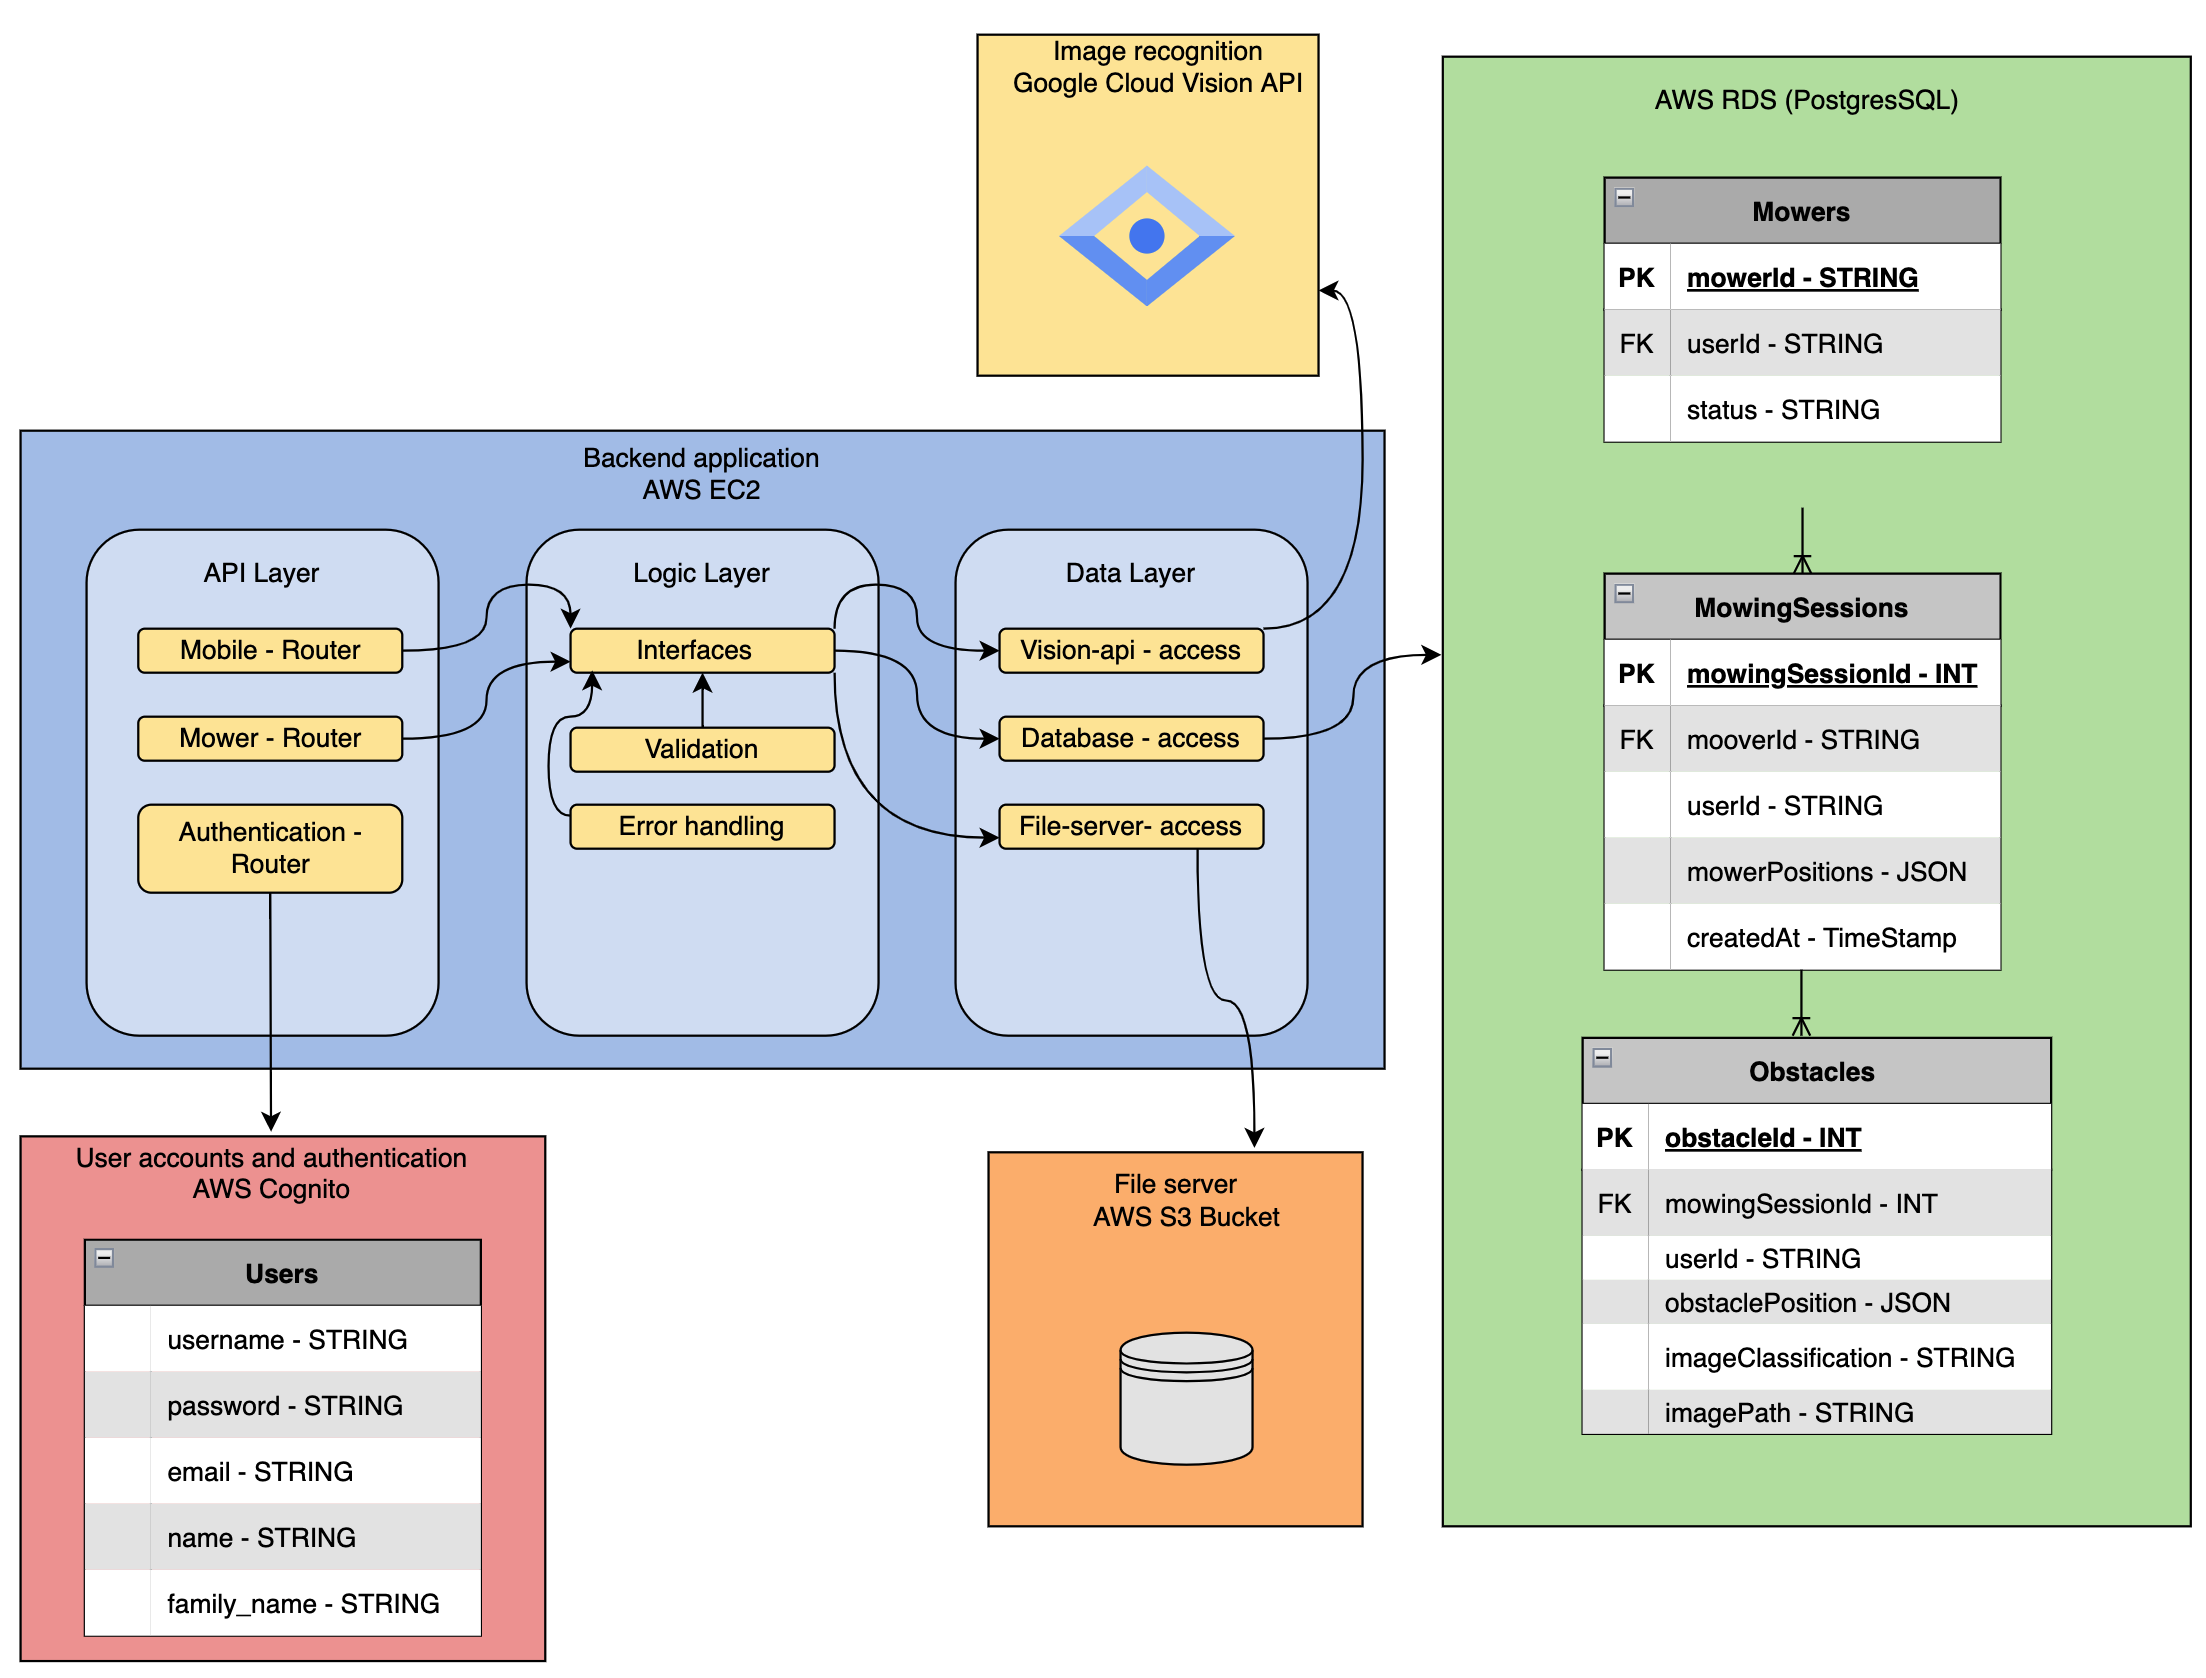 Image recognition
Google Cloud Vision API
AWS RDS (PostgresSQL)
Mowers
PK mowerId - STRING
FK userId - STRING
status - STRING
MowingSessions
PK mowingSessionId - INT
FK mooverId - STRING
userId - STRING
mowerPositions - JSON
createdAt - TimeStamp
Obstacles
PK obstacleId - INT
FK mowingSessionId - INT
userId - STRING
obstaclePosition - JSON
imageClassification - STRING
imagePath - STRING
Backend application
AWS EC2
API Layer
Mobile - Router
Mower - Router
Authentication -
Router
Logic Layer
Interfaces
Validation
Error handling
Data Layer
Vision-api - access
Database - access
File-server- access
User accounts and authentication
AWS Cognito
Users
username - STRING
password - STRING
email - STRING
name - STRING
family_name - STRING
File server
AWS S3 Bucket